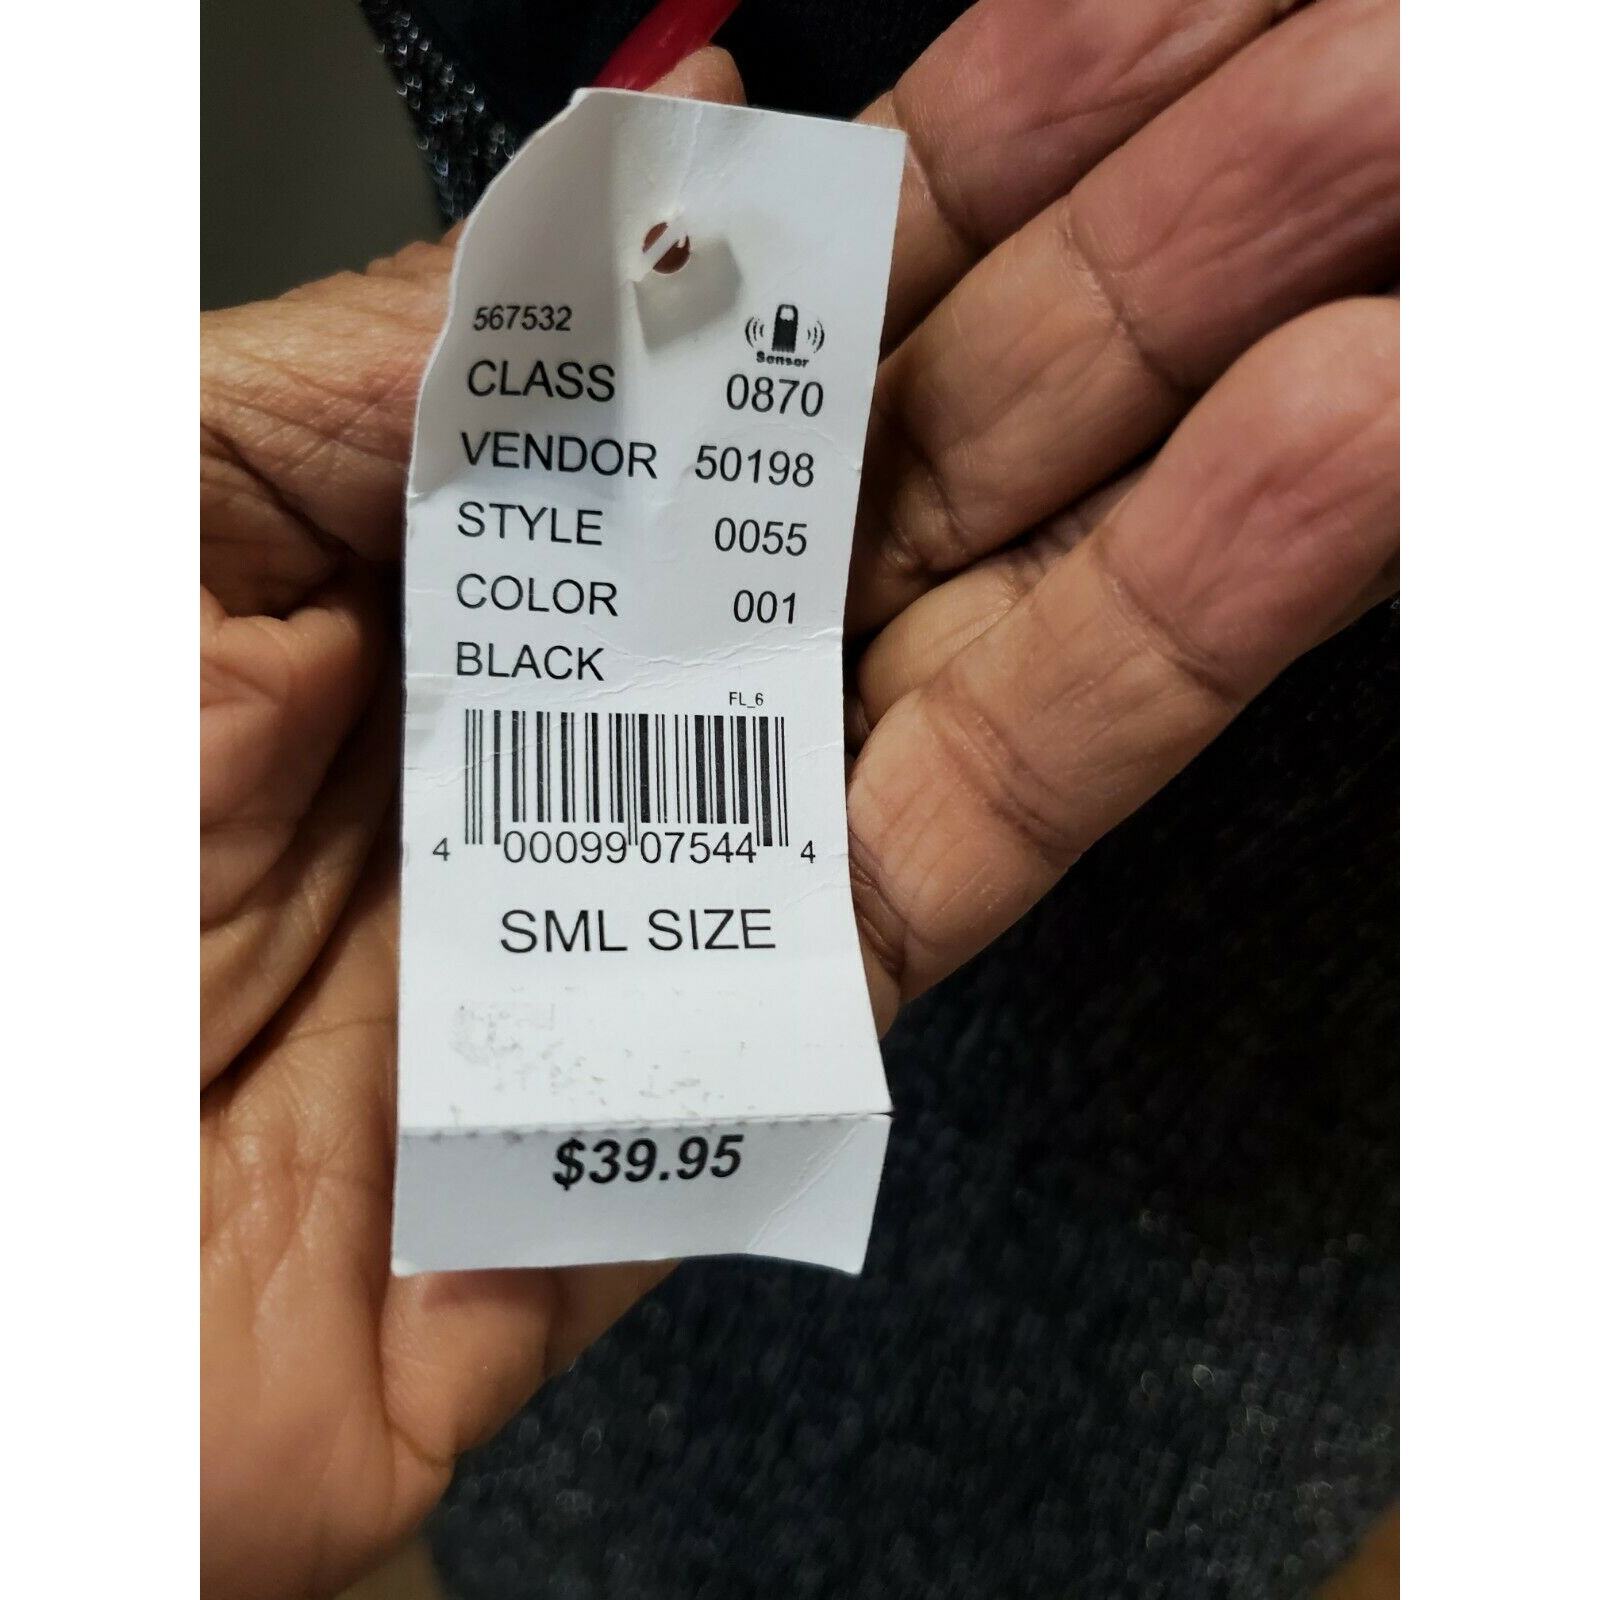 567532
Sensor
CLASS 0870
VENDOR 50198
STYLE 0055
COLOR 001
BLACK
FL_6
4 00099 07544 4
SML SIZE
$39.95